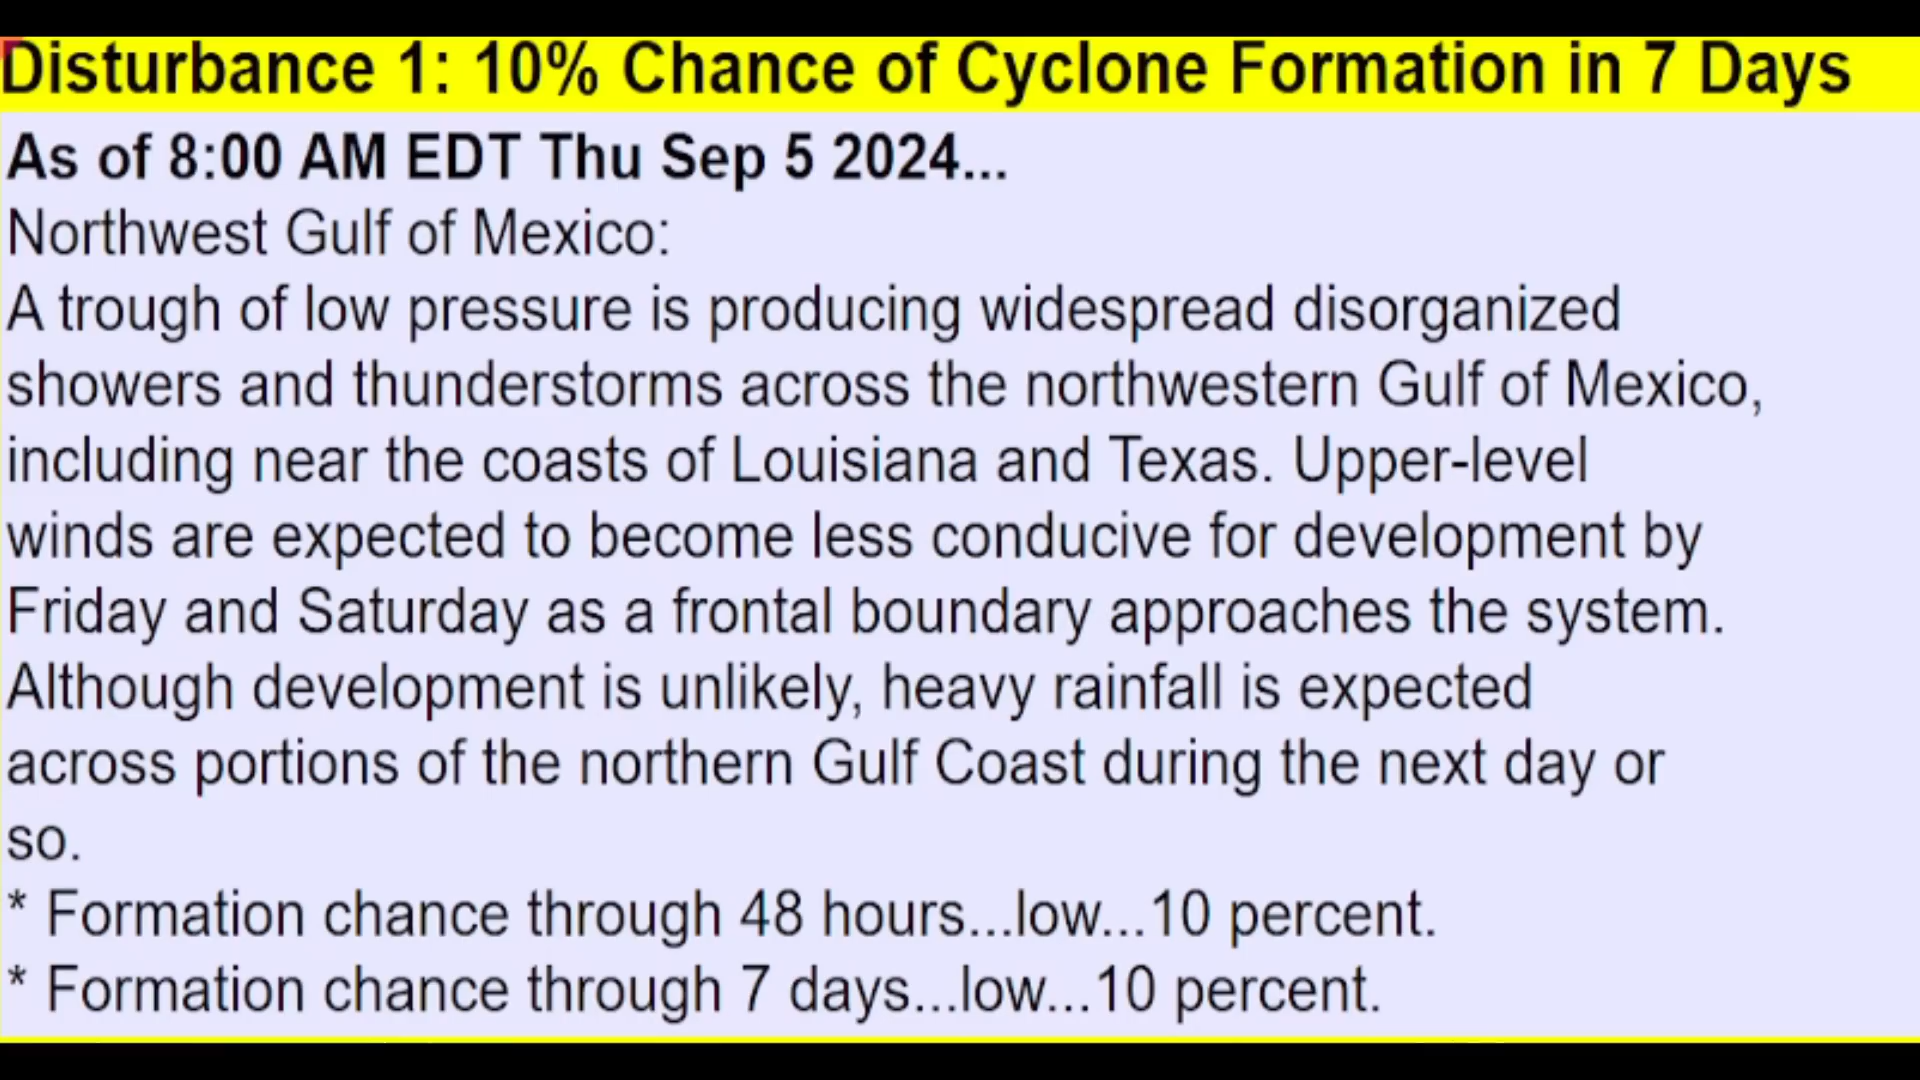 Disturbance 1: 10% Chance of Cyclone Formation in 7 Days
As of 8:00 AM EDT Thu Sep 5 2024...
Northwest Gulf of Mexico:
A trough of low pressure is producing widespread disorganized
showers and thunderstorms across the northwestern Gulf of Mexico,
including near the coasts of Louisiana and Texas. Upper-level
winds are expected to become less conducive for development by
Friday and Saturday as a frontal boundary approaches the system.
Although development is unlikely, heavy rainfall is expected
across portions of the northern Gulf Coast during the next day or
so.
* Formation chance through 48 hours...low...10 percent.
* Formation chance through 7 days...low...10 percent.